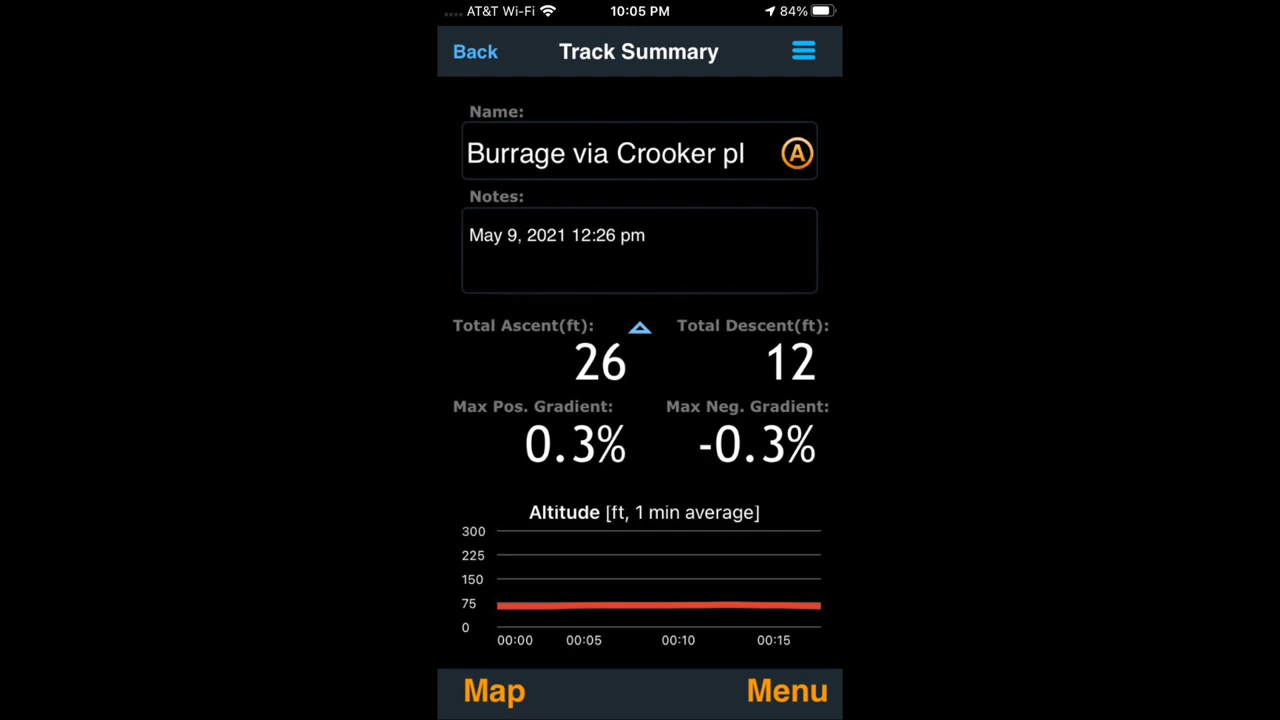 AT&T Wi-Fi 10:05 PM 84%
Back Track Summary
Name:
Burrage via Crooker pl A
Notes:
May 9, 2021 12:26 pm
Total Ascent(ft): Total Descent(ft):
26 12
Max Pos. Gradient: Max Neg. Gradient:
0.3% -0.3%
Altitude [ft, 1 min average]
300
225
150
75
0
00:00 00:05 00:10 00:15
Map Menu